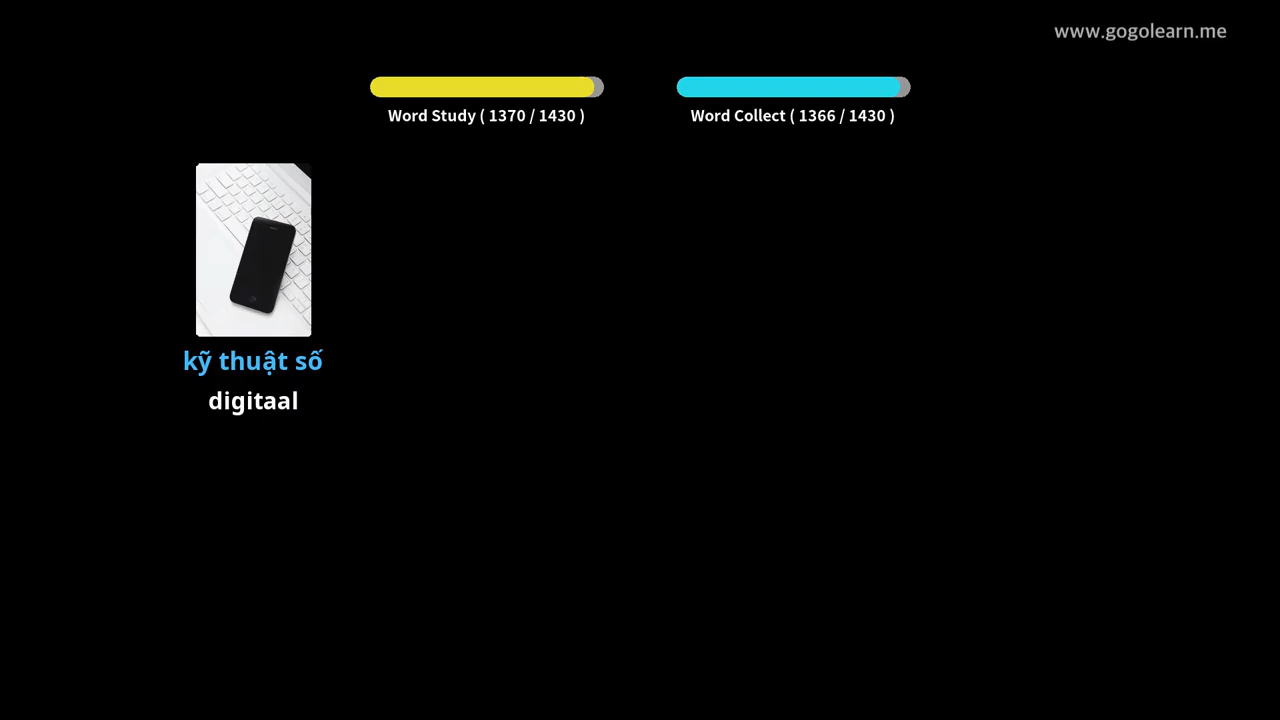 www.gogolearn.me
Word Study ( 1370 / 1430 )
Word Collect ( 1366 / 1430 )
kỹ thuật số
digitaal